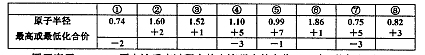 ① ② ③ ④ ⑤ ⑥ ⑦ ⑧
原子半径 0.74 1.60 1.52 1.10 0.99 1.86 0.75 0.82
最高或最低化合价 +2 +1 +5 +7 +1 +5 +3
-2 -3 -1 -3